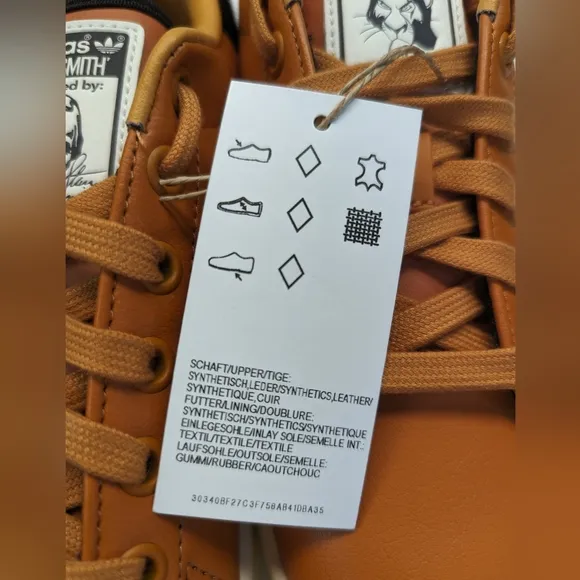 SMITH
d by:
SCHAFT/UPPER/TIGE:
SYNTHETISCH,LEDER/SYNTHETICS,LEATHER/
SYNTHETIQUE,CUIR
FUTTER/LINING/DOUBLURE:
SYNTHETISCH/SYNTHETICS/SYNTHETIQUE
EINLEGESOHLE/INLAY SOLE/SEMELLE INT.:
TEXTIL/TEXTILE/TEXTILE
LAUFSOHLE/OUTSOLE/SEMELLE:
GUMMI/RUBBER/CAOUTCHOUC